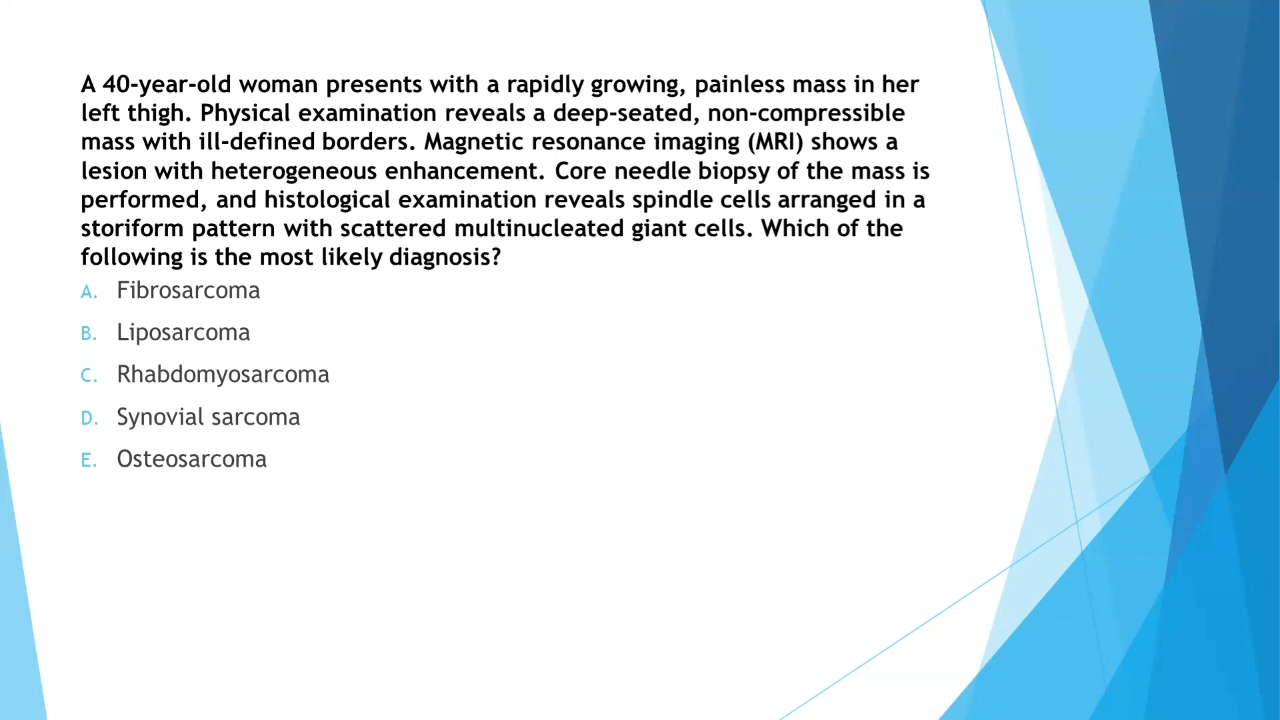 A 40-year-old woman presents with a rapidly growing, painless mass in her
left thigh. Physical examination reveals a deep-seated, non-compressible
mass with ill-defined borders. Magnetic resonance imaging (MRI) shows a
lesion with heterogeneous enhancement. Core needle biopsy of the mass is
performed, and histological examination reveals spindle cells arranged in a
storiform pattern with scattered multinucleated giant cells. Which of the
following is the most likely diagnosis?
A. Fibrosarcoma
B. Liposarcoma
C. Rhabdomyosarcoma
D. Synovial sarcoma
E. Osteosarcoma